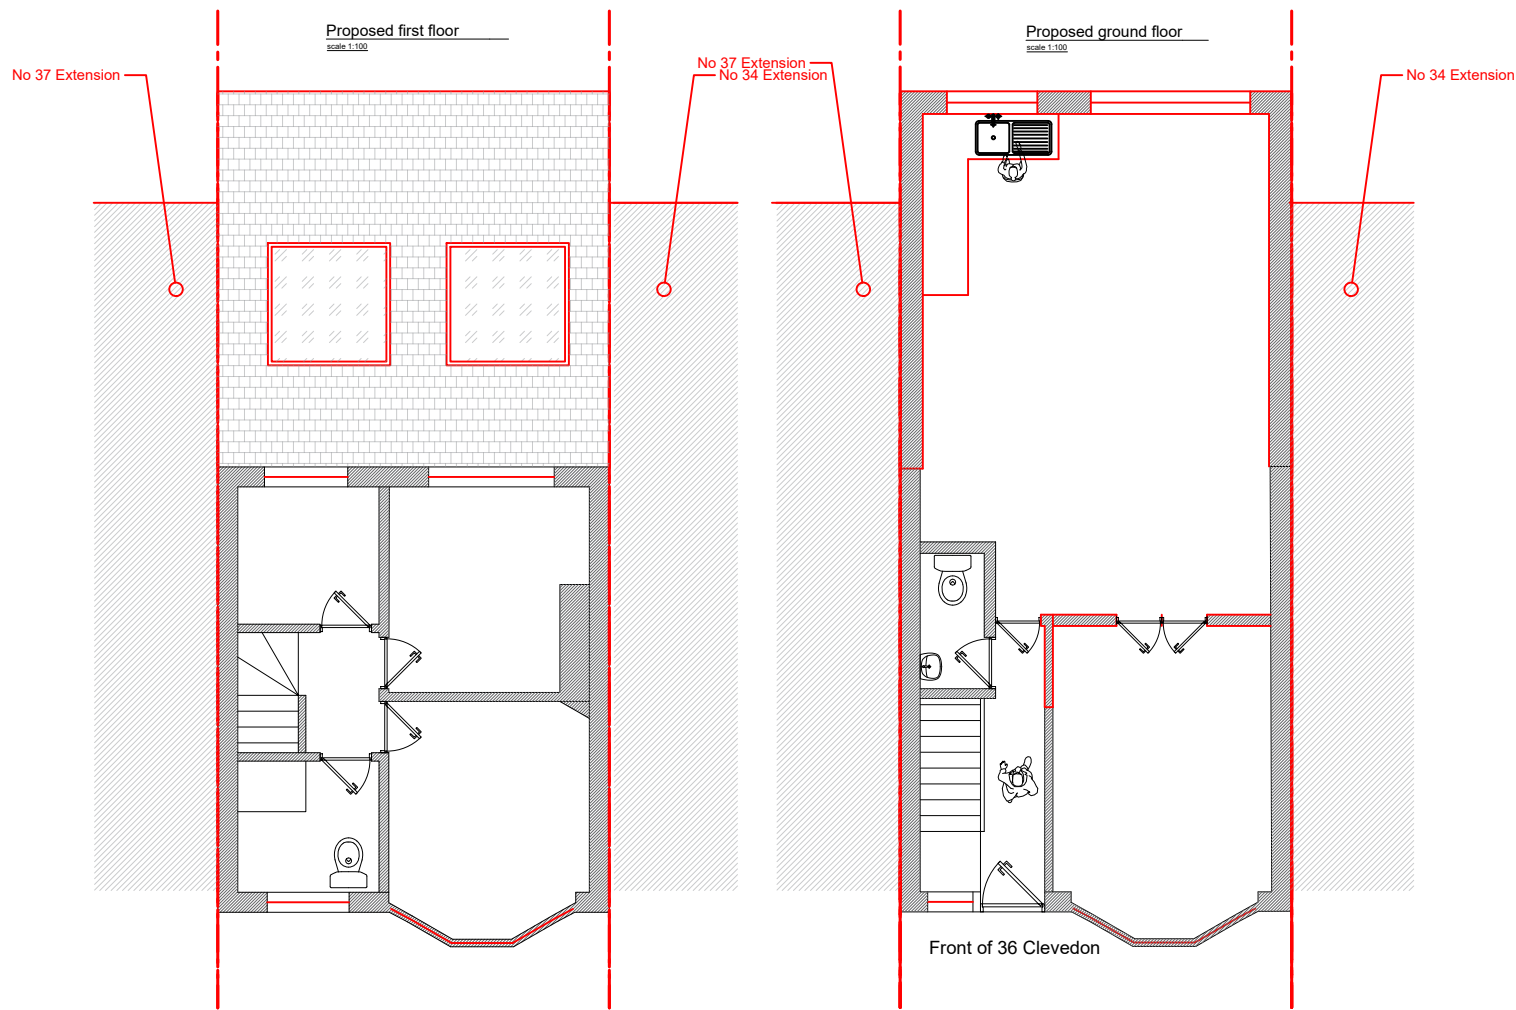 Proposed first floor
scale 1:100
Proposed ground floor
scale 1:100
No 37 Extension
No 37 Extension
No 34 Extension
No 34 Extension
Front of 36 Clevedon